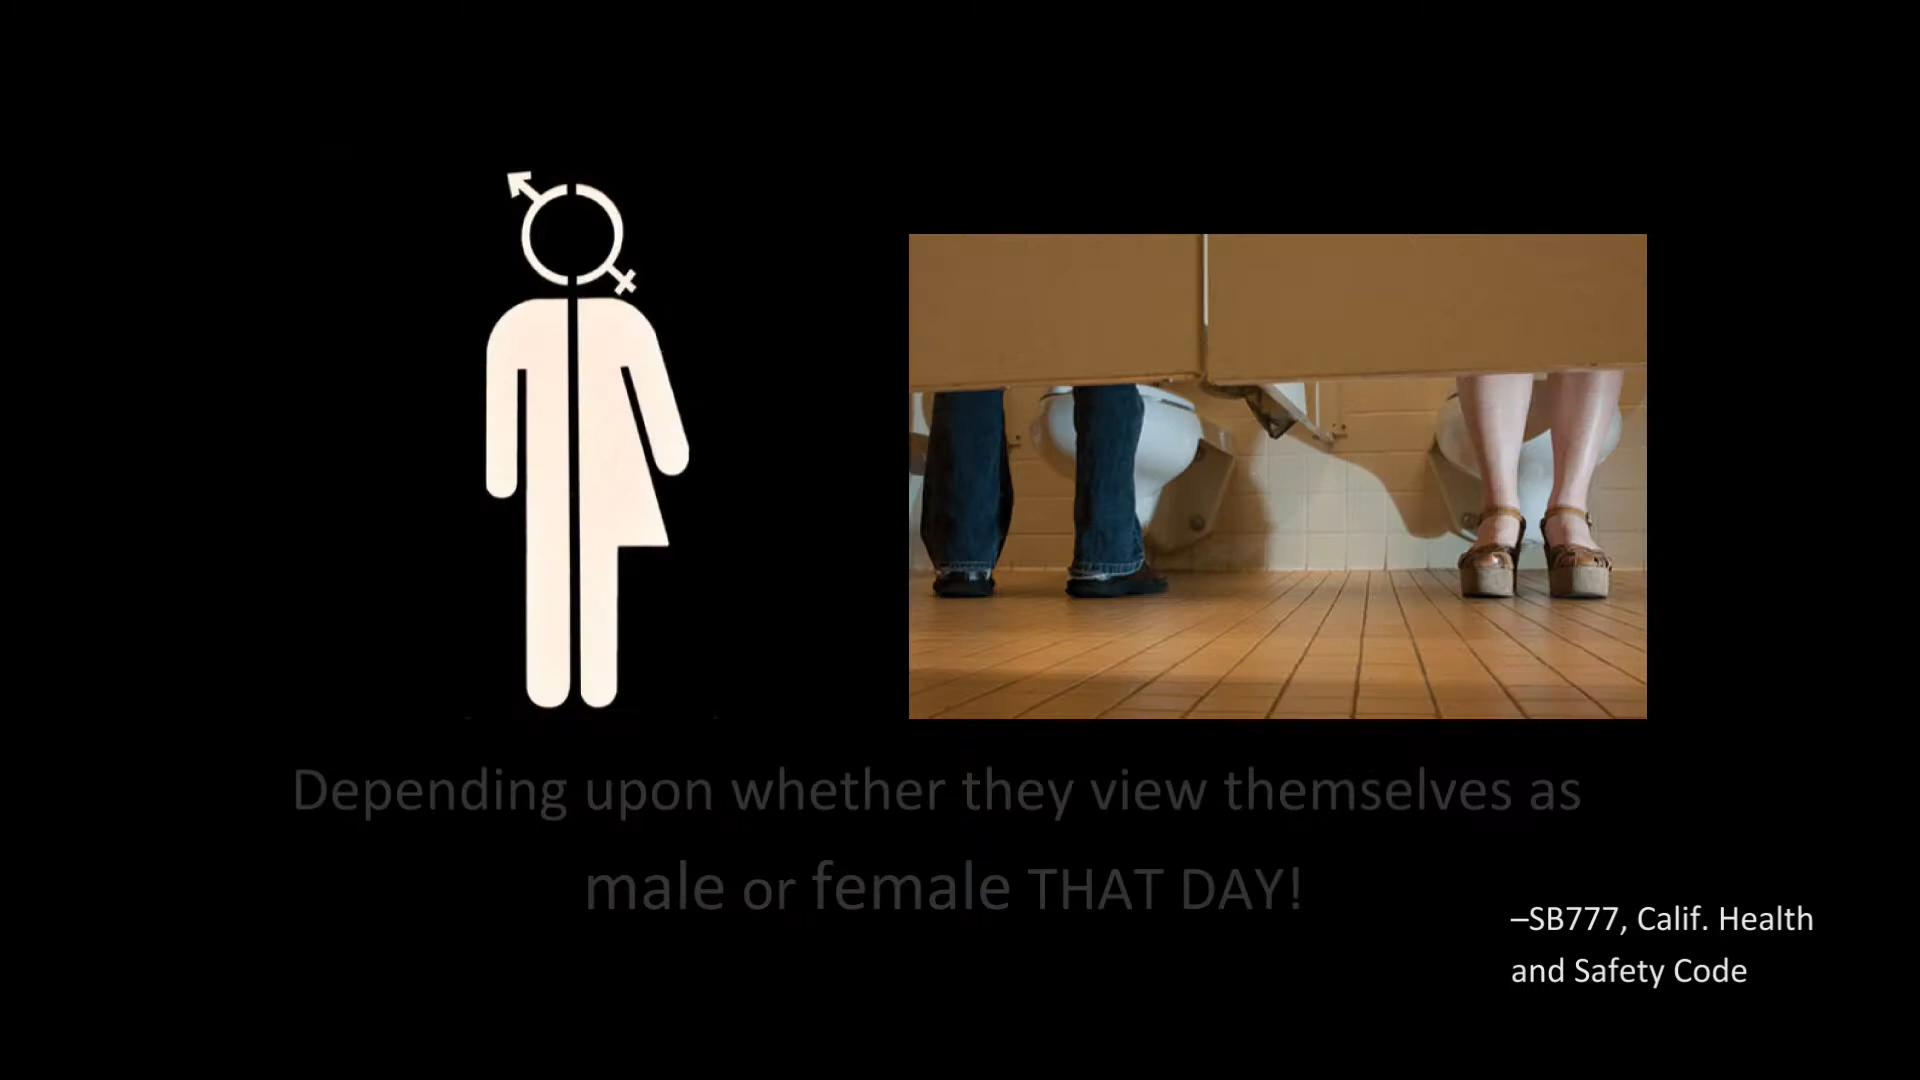 Depending upon whether they view themselves as
male or female THAT DAY!
–SB777, Calif. Health
and Safety Code